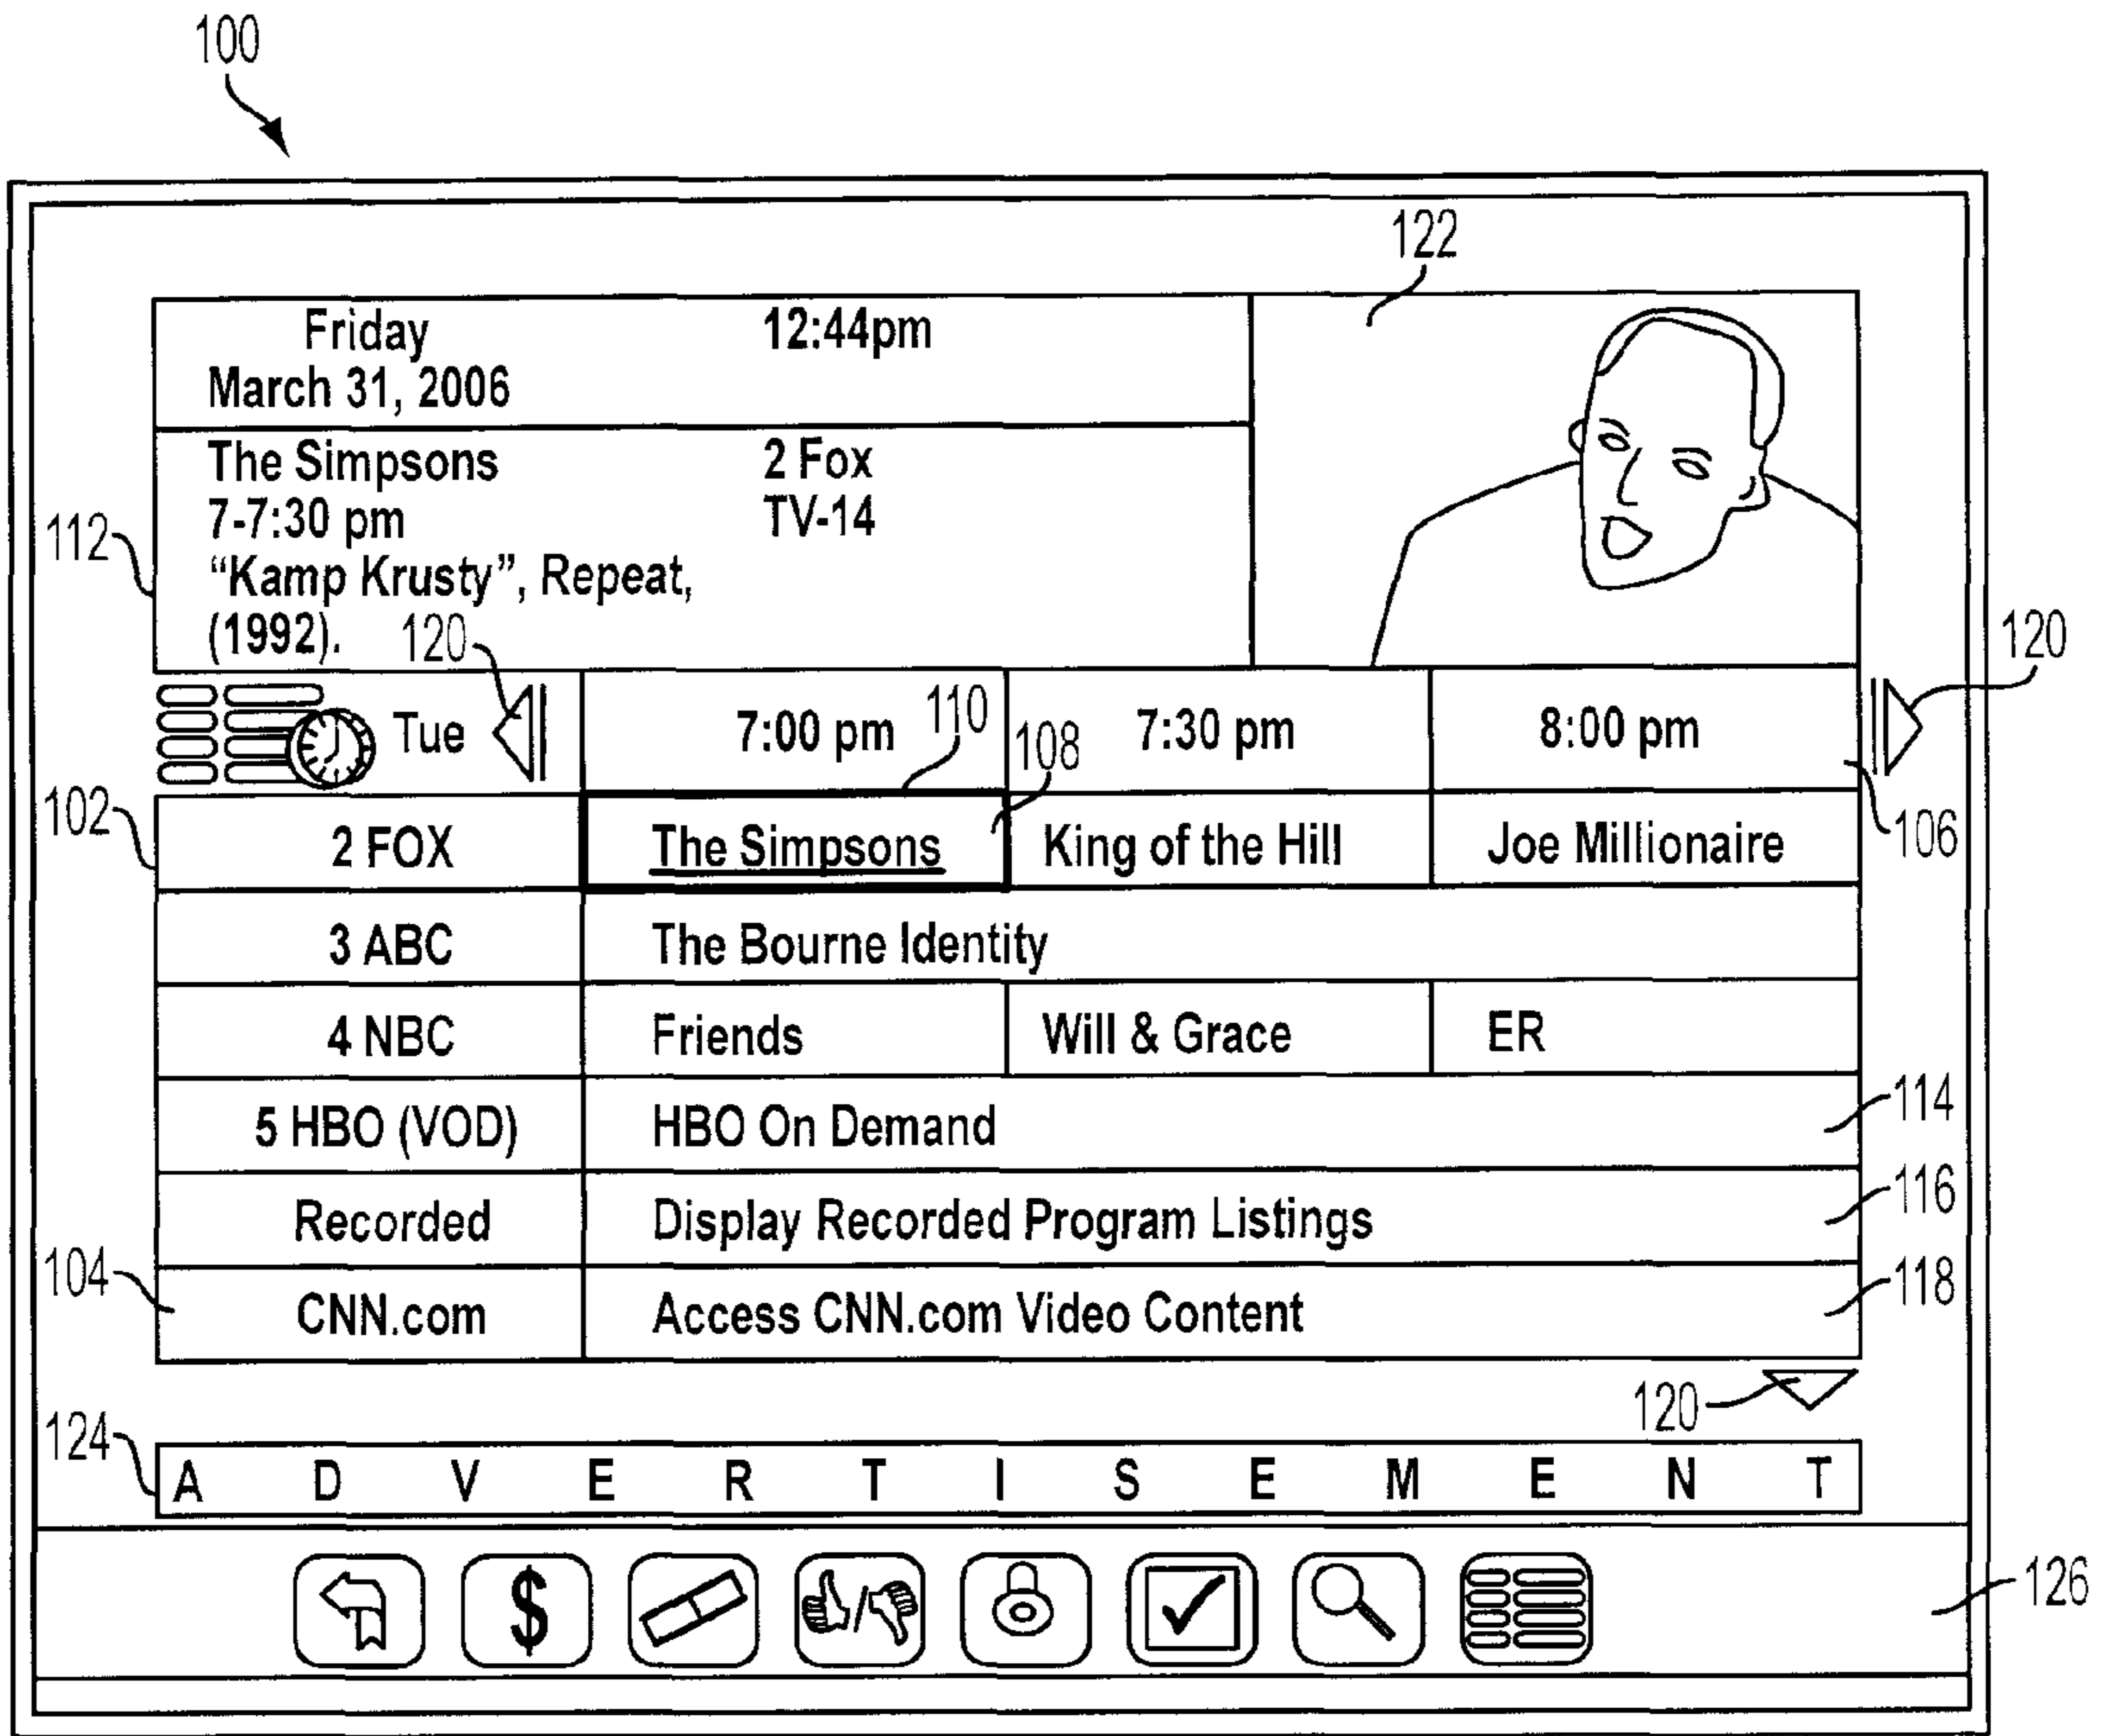 100
122
Friday 12:44pm
March 31, 2006
The Simpsons 2 Fox
7-7:30 pm TV-14
112
“Kamp Krusty”, Repeat,
(1992). 120
120
Tue 7:00 pm 110 108 7:30 pm 8:00 pm
102
106
2 FOX The Simpsons King of the Hill Joe Millionaire
3 ABC The Bourne Identity
4 NBC Friends Will & Grace ER
114
5 HBO (VOD) HBO On Demand
116
Recorded Display Recorded Program Listings
104
118
CNN.com Access CNN.com Video Content
120
124
A D V E R T I S E M E N T
$
126